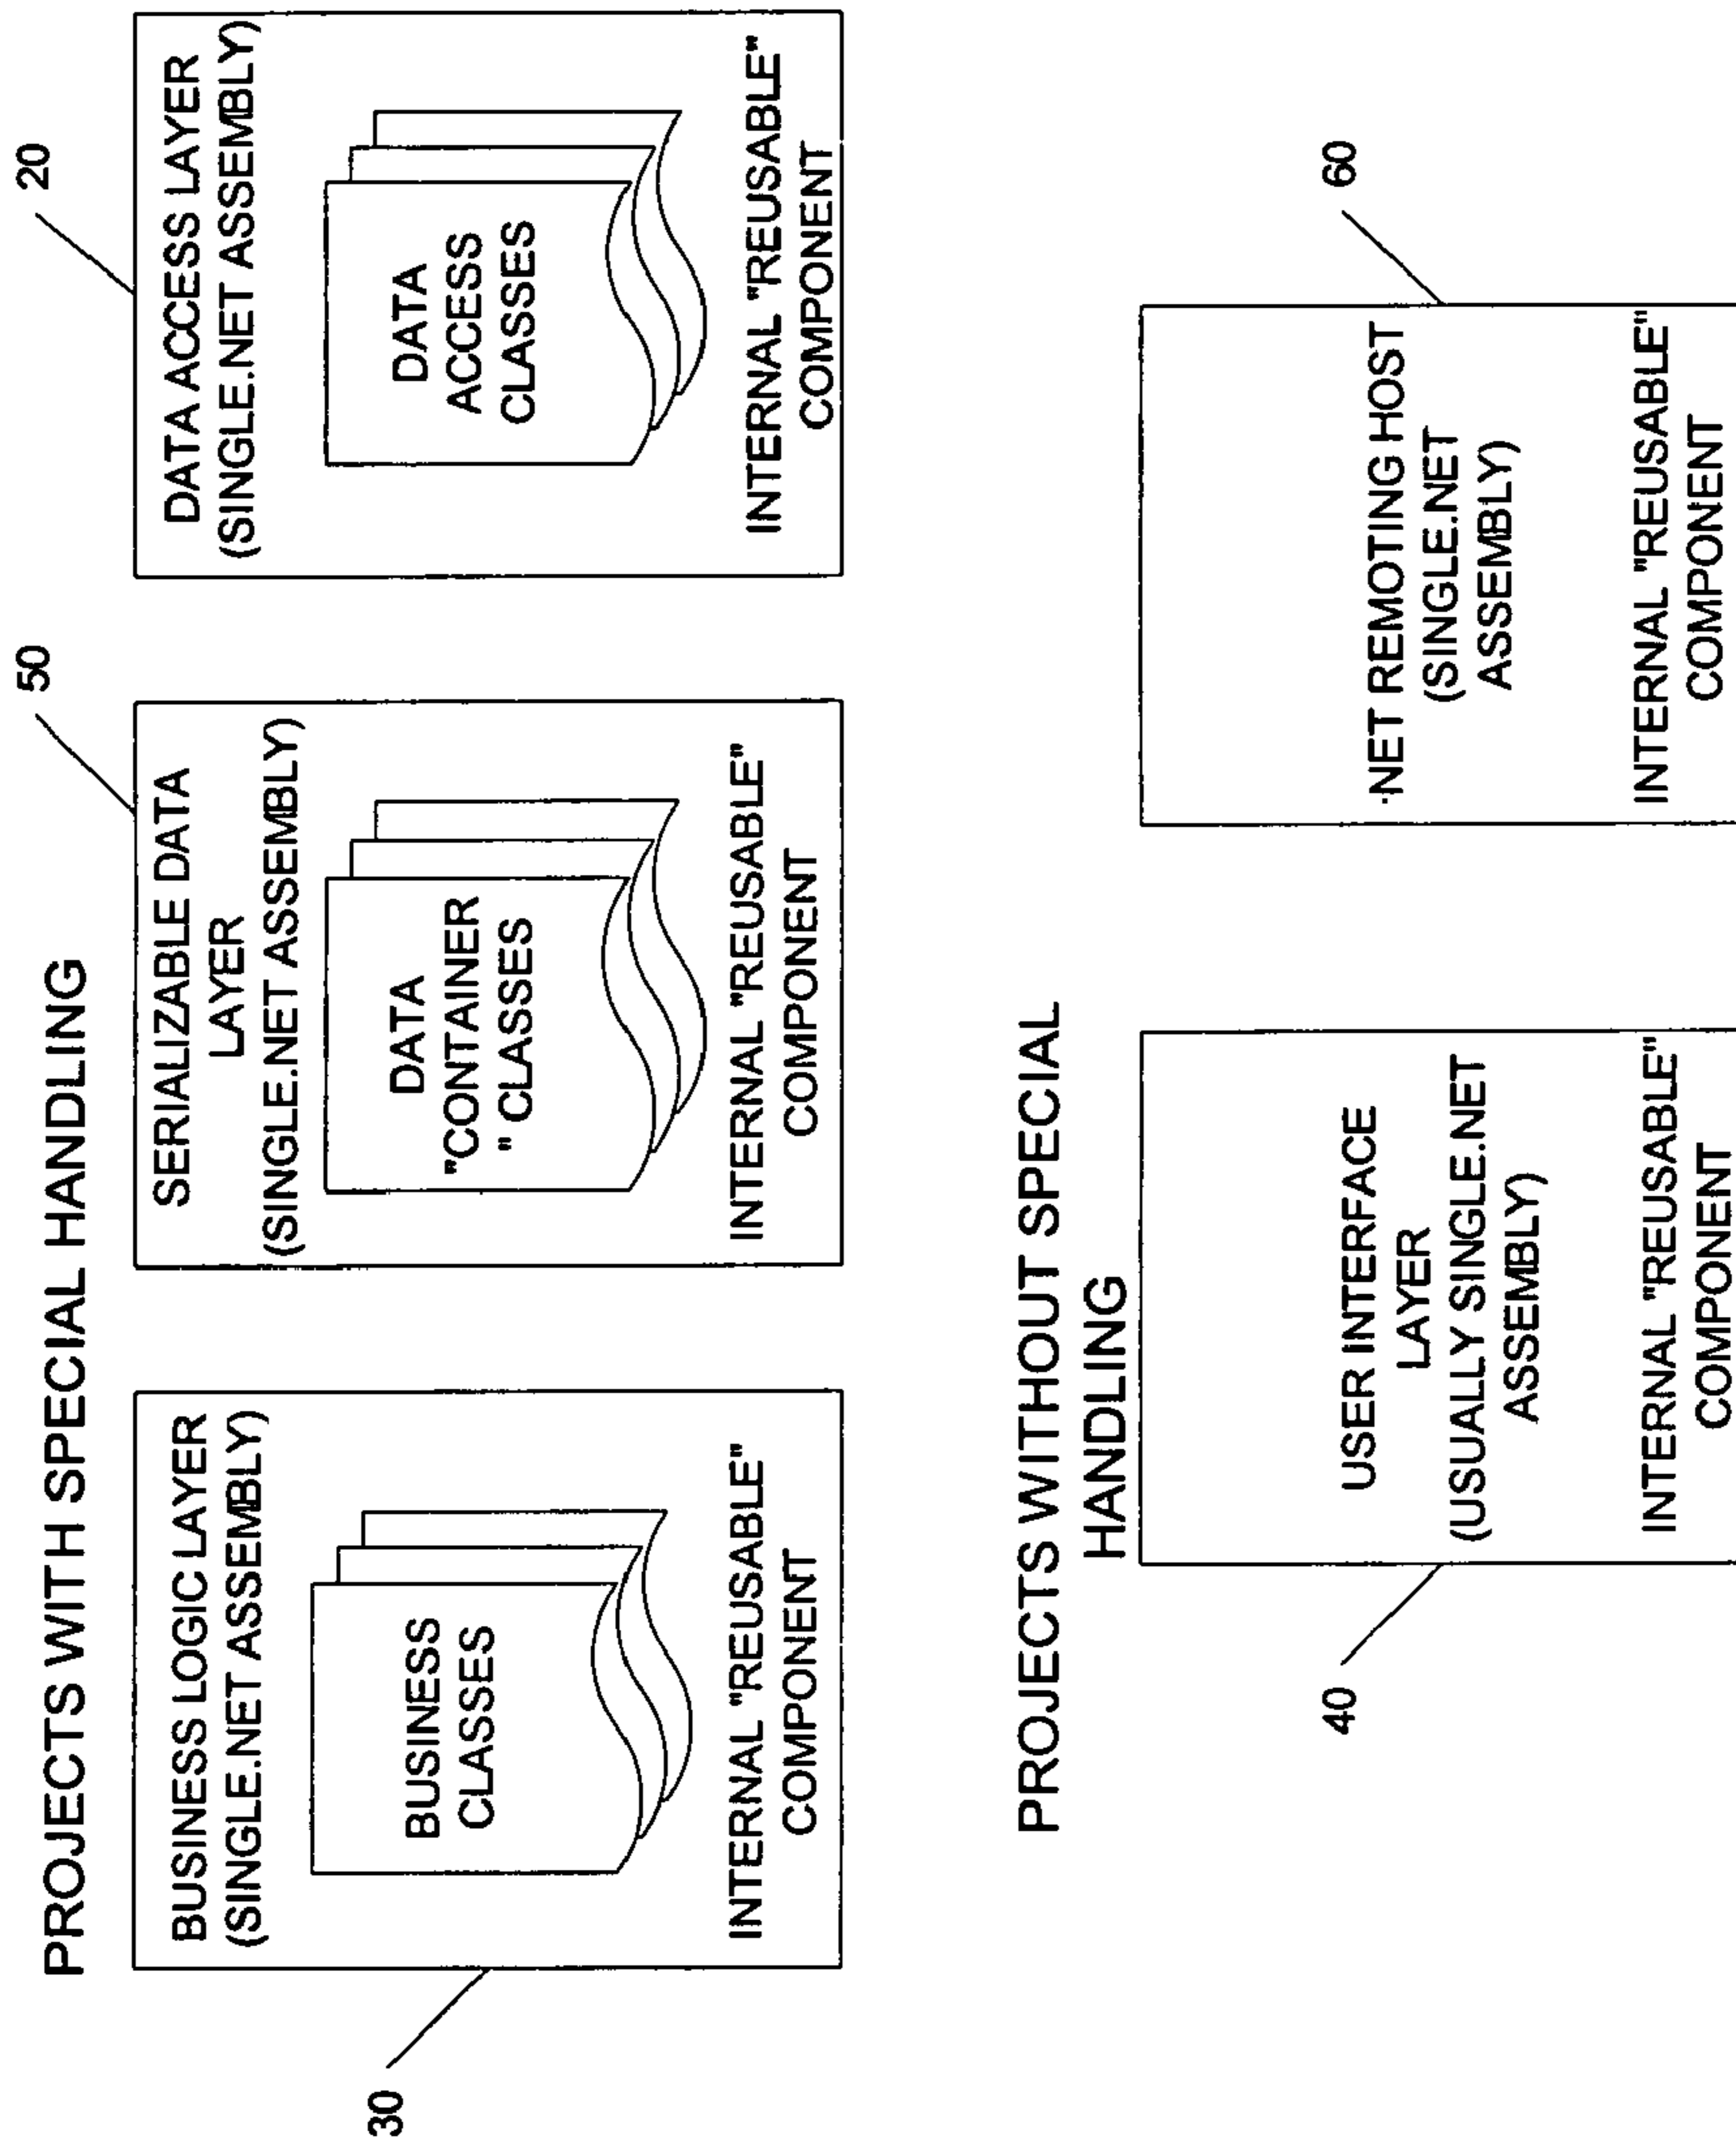 PROJECTS WITH SPECIAL HANDLING
30
BUSINESS LOGIC LAYER
(SINGLE.NET ASSEMBLY)
BUSINESS
CLASSES
INTERNAL "REUSABLE"
COMPONENT
50
SERIALIZABLE DATA
LAYER
(SINGLE.NET ASSEMBLY)
DATA
"CONTAINER
" CLASSES
INTERNAL "REUSABLE"
COMPONENT
20
DATA ACCESS LAYER
(SINGLE.NET ASSEMBLY)
DATA
ACCESS
CLASSES
INTERNAL "REUSABLE"
COMPONENT
PROJECTS WITHOUT SPECIAL
HANDLING
40
USER INTERFACE
LAYER
(USUALLY SINGLE.NET
ASSEMBLY)
INTERNAL "REUSABLE"
COMPONENT
60
.NET REMOTING HOST
(SINGLE.NET
ASSEMBLY)
INTERNAL "REUSABLE"
COMPONENT